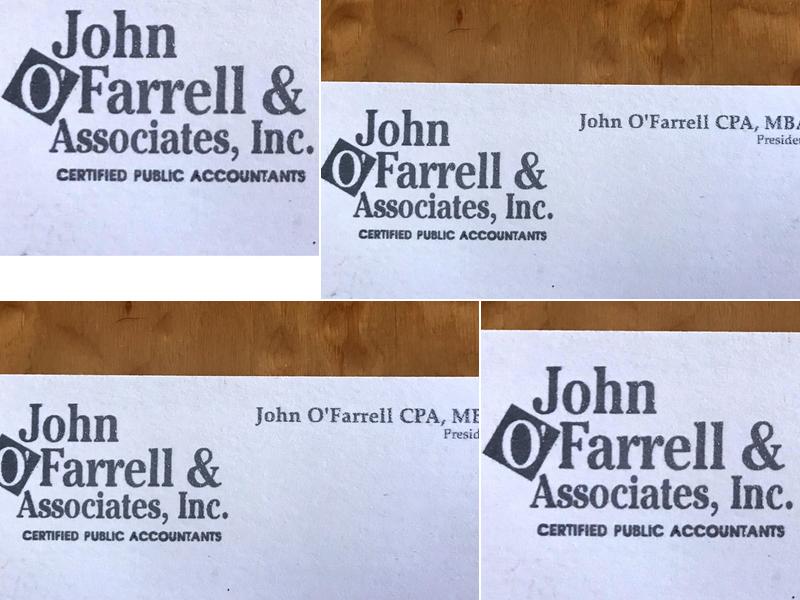 John
O'Farrell &
Associates, Inc.
CERTIFIED PUBLIC ACCOUNTANTS
John
O'Farrell &
Associates, Inc.
CERTIFIED PUBLIC ACCOUNTANTS
John O'Farrell CPA, MBA
John
O'Farrell &
Associates, Inc.
CERTIFIED PUBLIC ACCOUNTANTS
John O'Farrell CPA,
John
O'Farrell &
Associates, Inc.
CERTIFIED PUBLIC ACCOUNTANTS